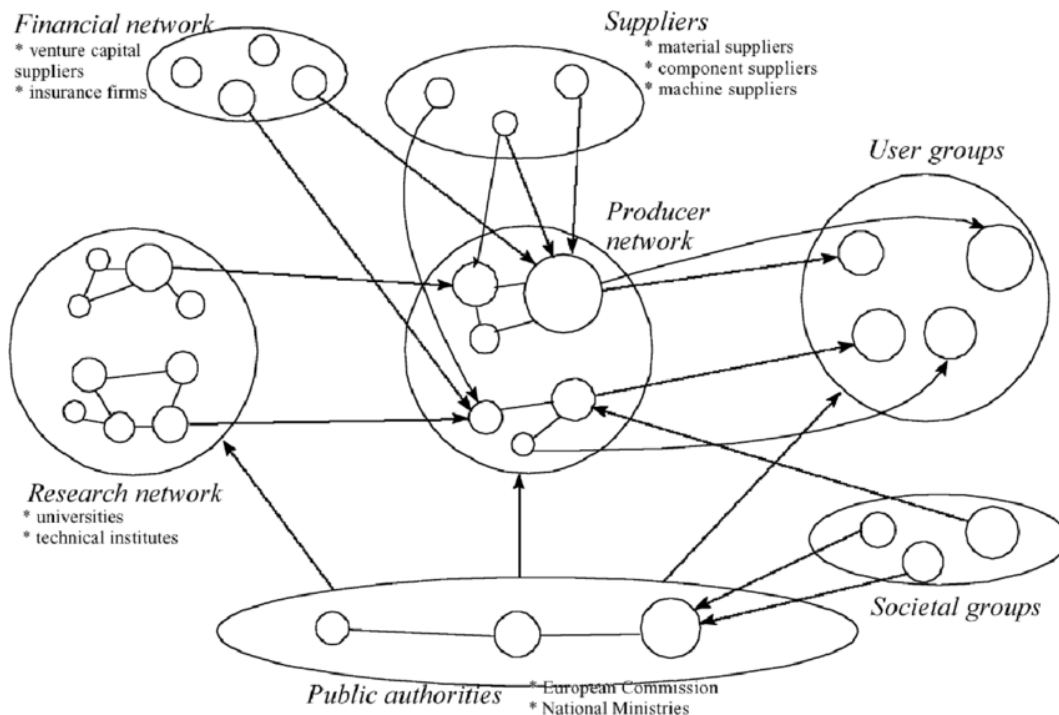 Financial network
* venture capital
suppliers
* insurance firms
Suppliers
* material suppliers
* component suppliers
* machine suppliers
User groups
Producer
network
Research network
* universities
* technical institutes
Societal groups
Public authorities
* European Commission
* National Ministries